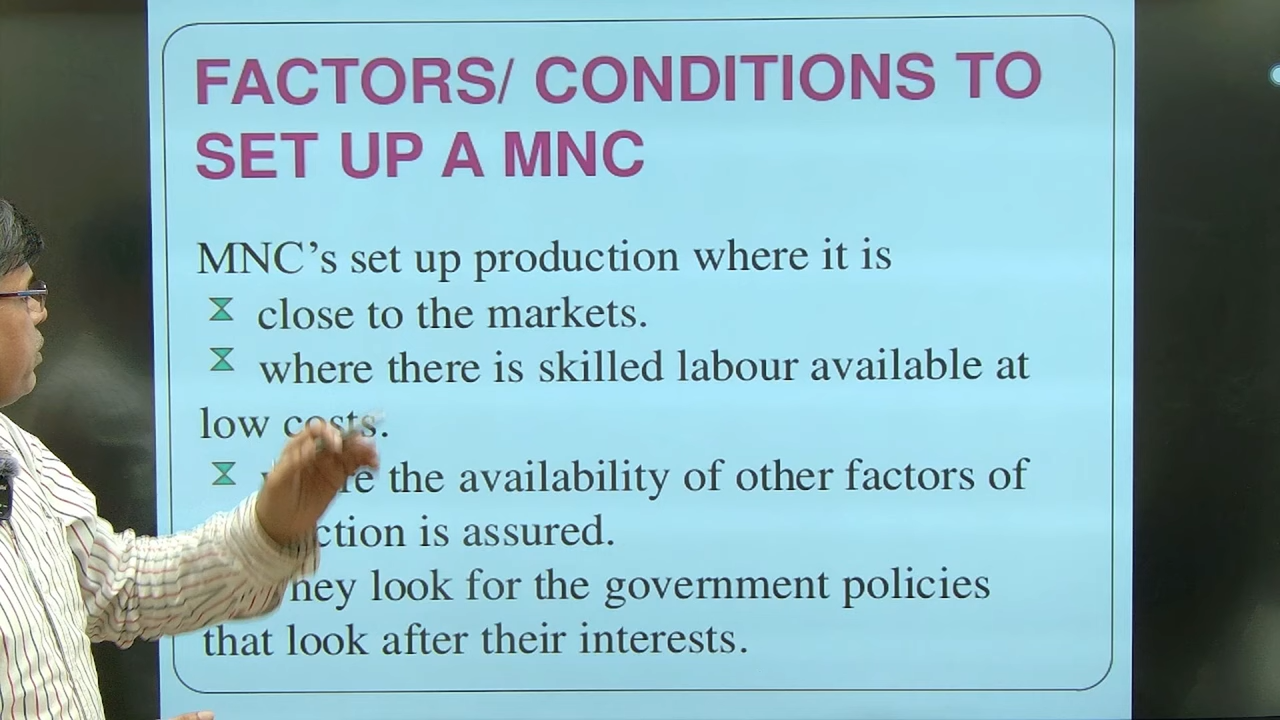 FACTORS/ CONDITIONS TO
SET UP A MNC
MNC’s set up production where it is
close to the markets.
where there is skilled labour available at
low costs.
the availability of other factors of
is assured.
look for the government policies
that look after their interests.